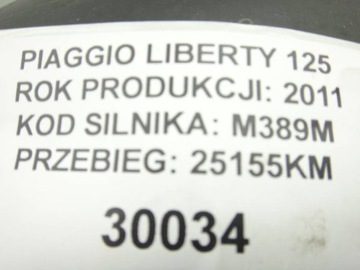 PIAGGIO LIBERTY 125
ROK PRODUKCJI: 2011
KOD SILNIKA: M389M
PRZEBIEG: 25155KM
30034